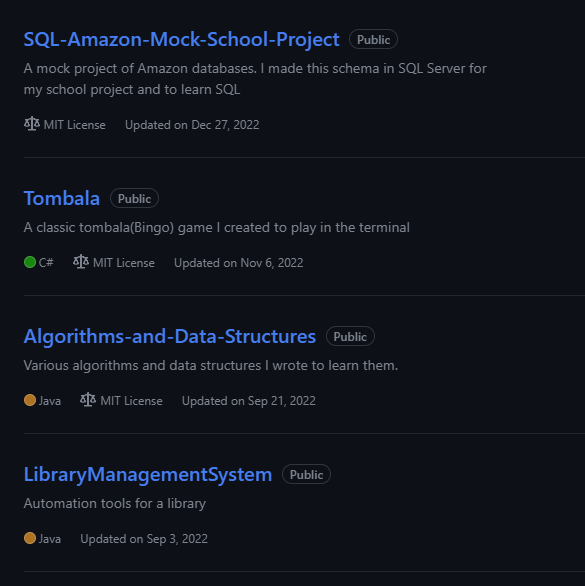 SQL-Amazon-Mock-School-Project Public
A mock project of Amazon databases. I made this schema in SQL Server for
my school project and to learn SQL
MIT License Updated on Dec 27, 2022
Tombala Public
A classic tombala(Bingo) game I created to play in the terminal
C# MIT License Updated on Nov 6, 2022
Algorithms-and-Data-Structures Public
Various algorithms and data structures I wrote to learn them.
Java MIT License Updated on Sep 21, 2022
LibraryManagementSystem Public
Automation tools for a library
Java Updated on Sep 3, 2022